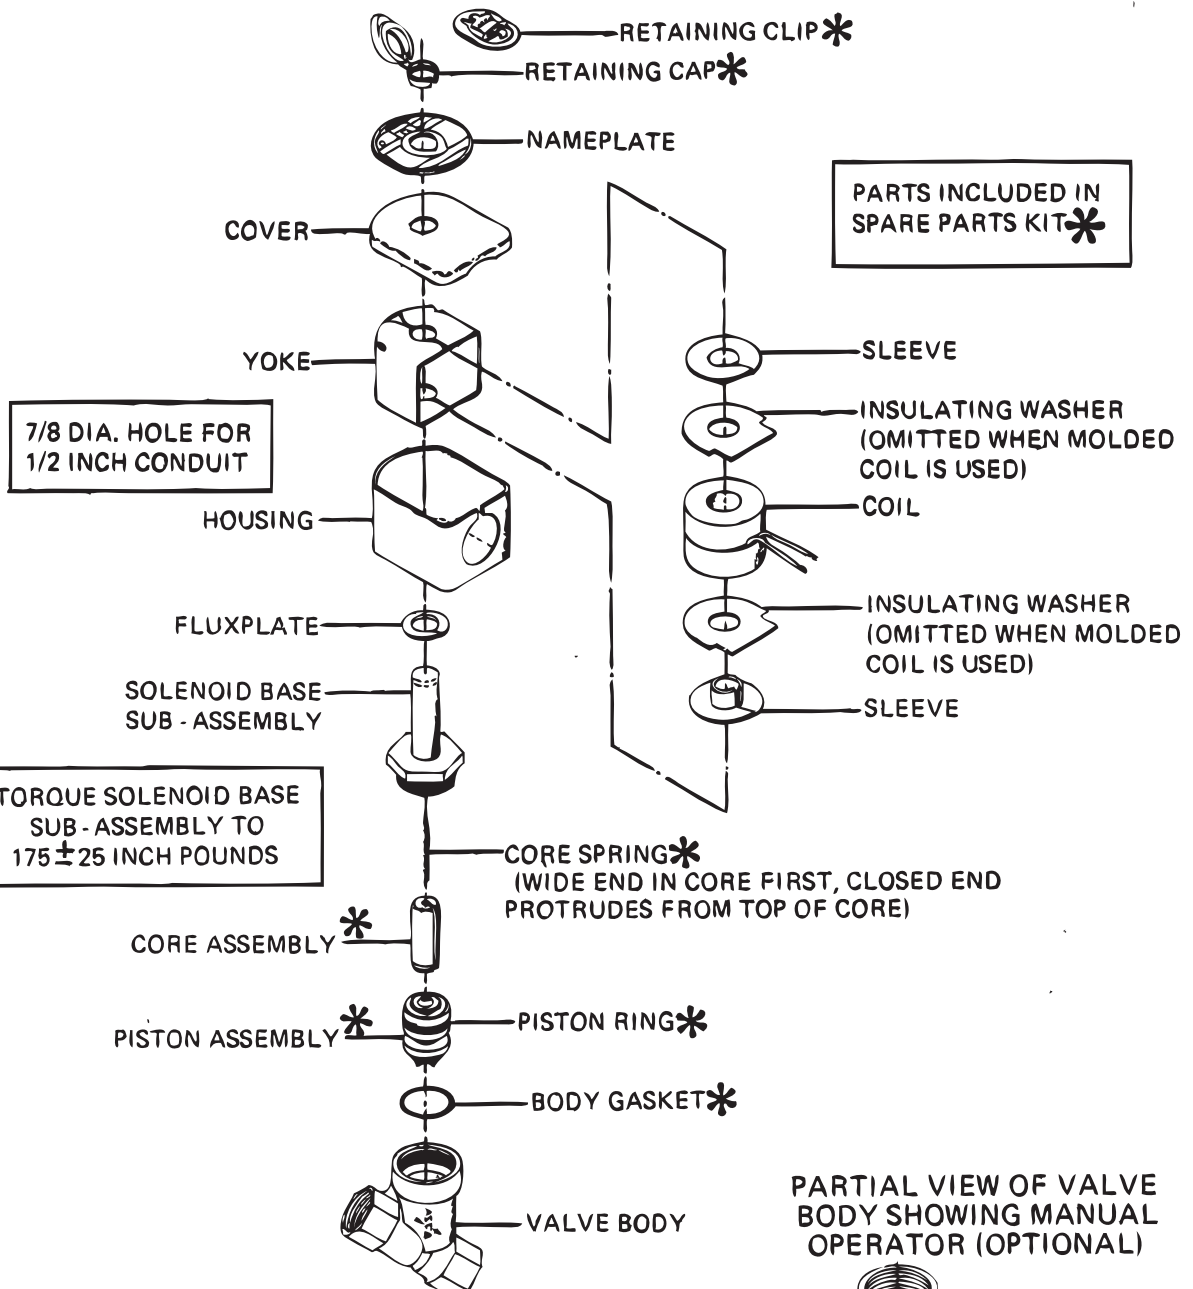 RETAINING CLIP*
RETAINING CAP*
NAMEPLATE
PARTS INCLUDED IN
SPARE PARTS KIT*
COVER
YOKE
SLEEVE
7/8 DIA. HOLE FOR
1/2 INCH CONDUIT
INSULATING WASHER
(OMITTED WHEN MOLDED
COIL IS USED)
HOUSING
COIL
FLUXPLATE
INSULATING WASHER
(OMITTED WHEN MOLDED
COIL IS USED)
SOLENOID BASE
SUB-ASSEMBLY
SLEEVE
TORQUE SOLENOID BASE
SUB-ASSEMBLY TO
175±25 INCH POUNDS
CORE SPRING*
(WIDE END IN CORE FIRST, CLOSED END
PROTRUDES FROM TOP OF CORE)
CORE ASSEMBLY*
PISTON ASSEMBLY*
PISTON RING*
BODY GASKET*
VALVE BODY
PARTIAL VIEW OF VALVE
BODY SHOWING MANUAL
OPERATOR (OPTIONAL)